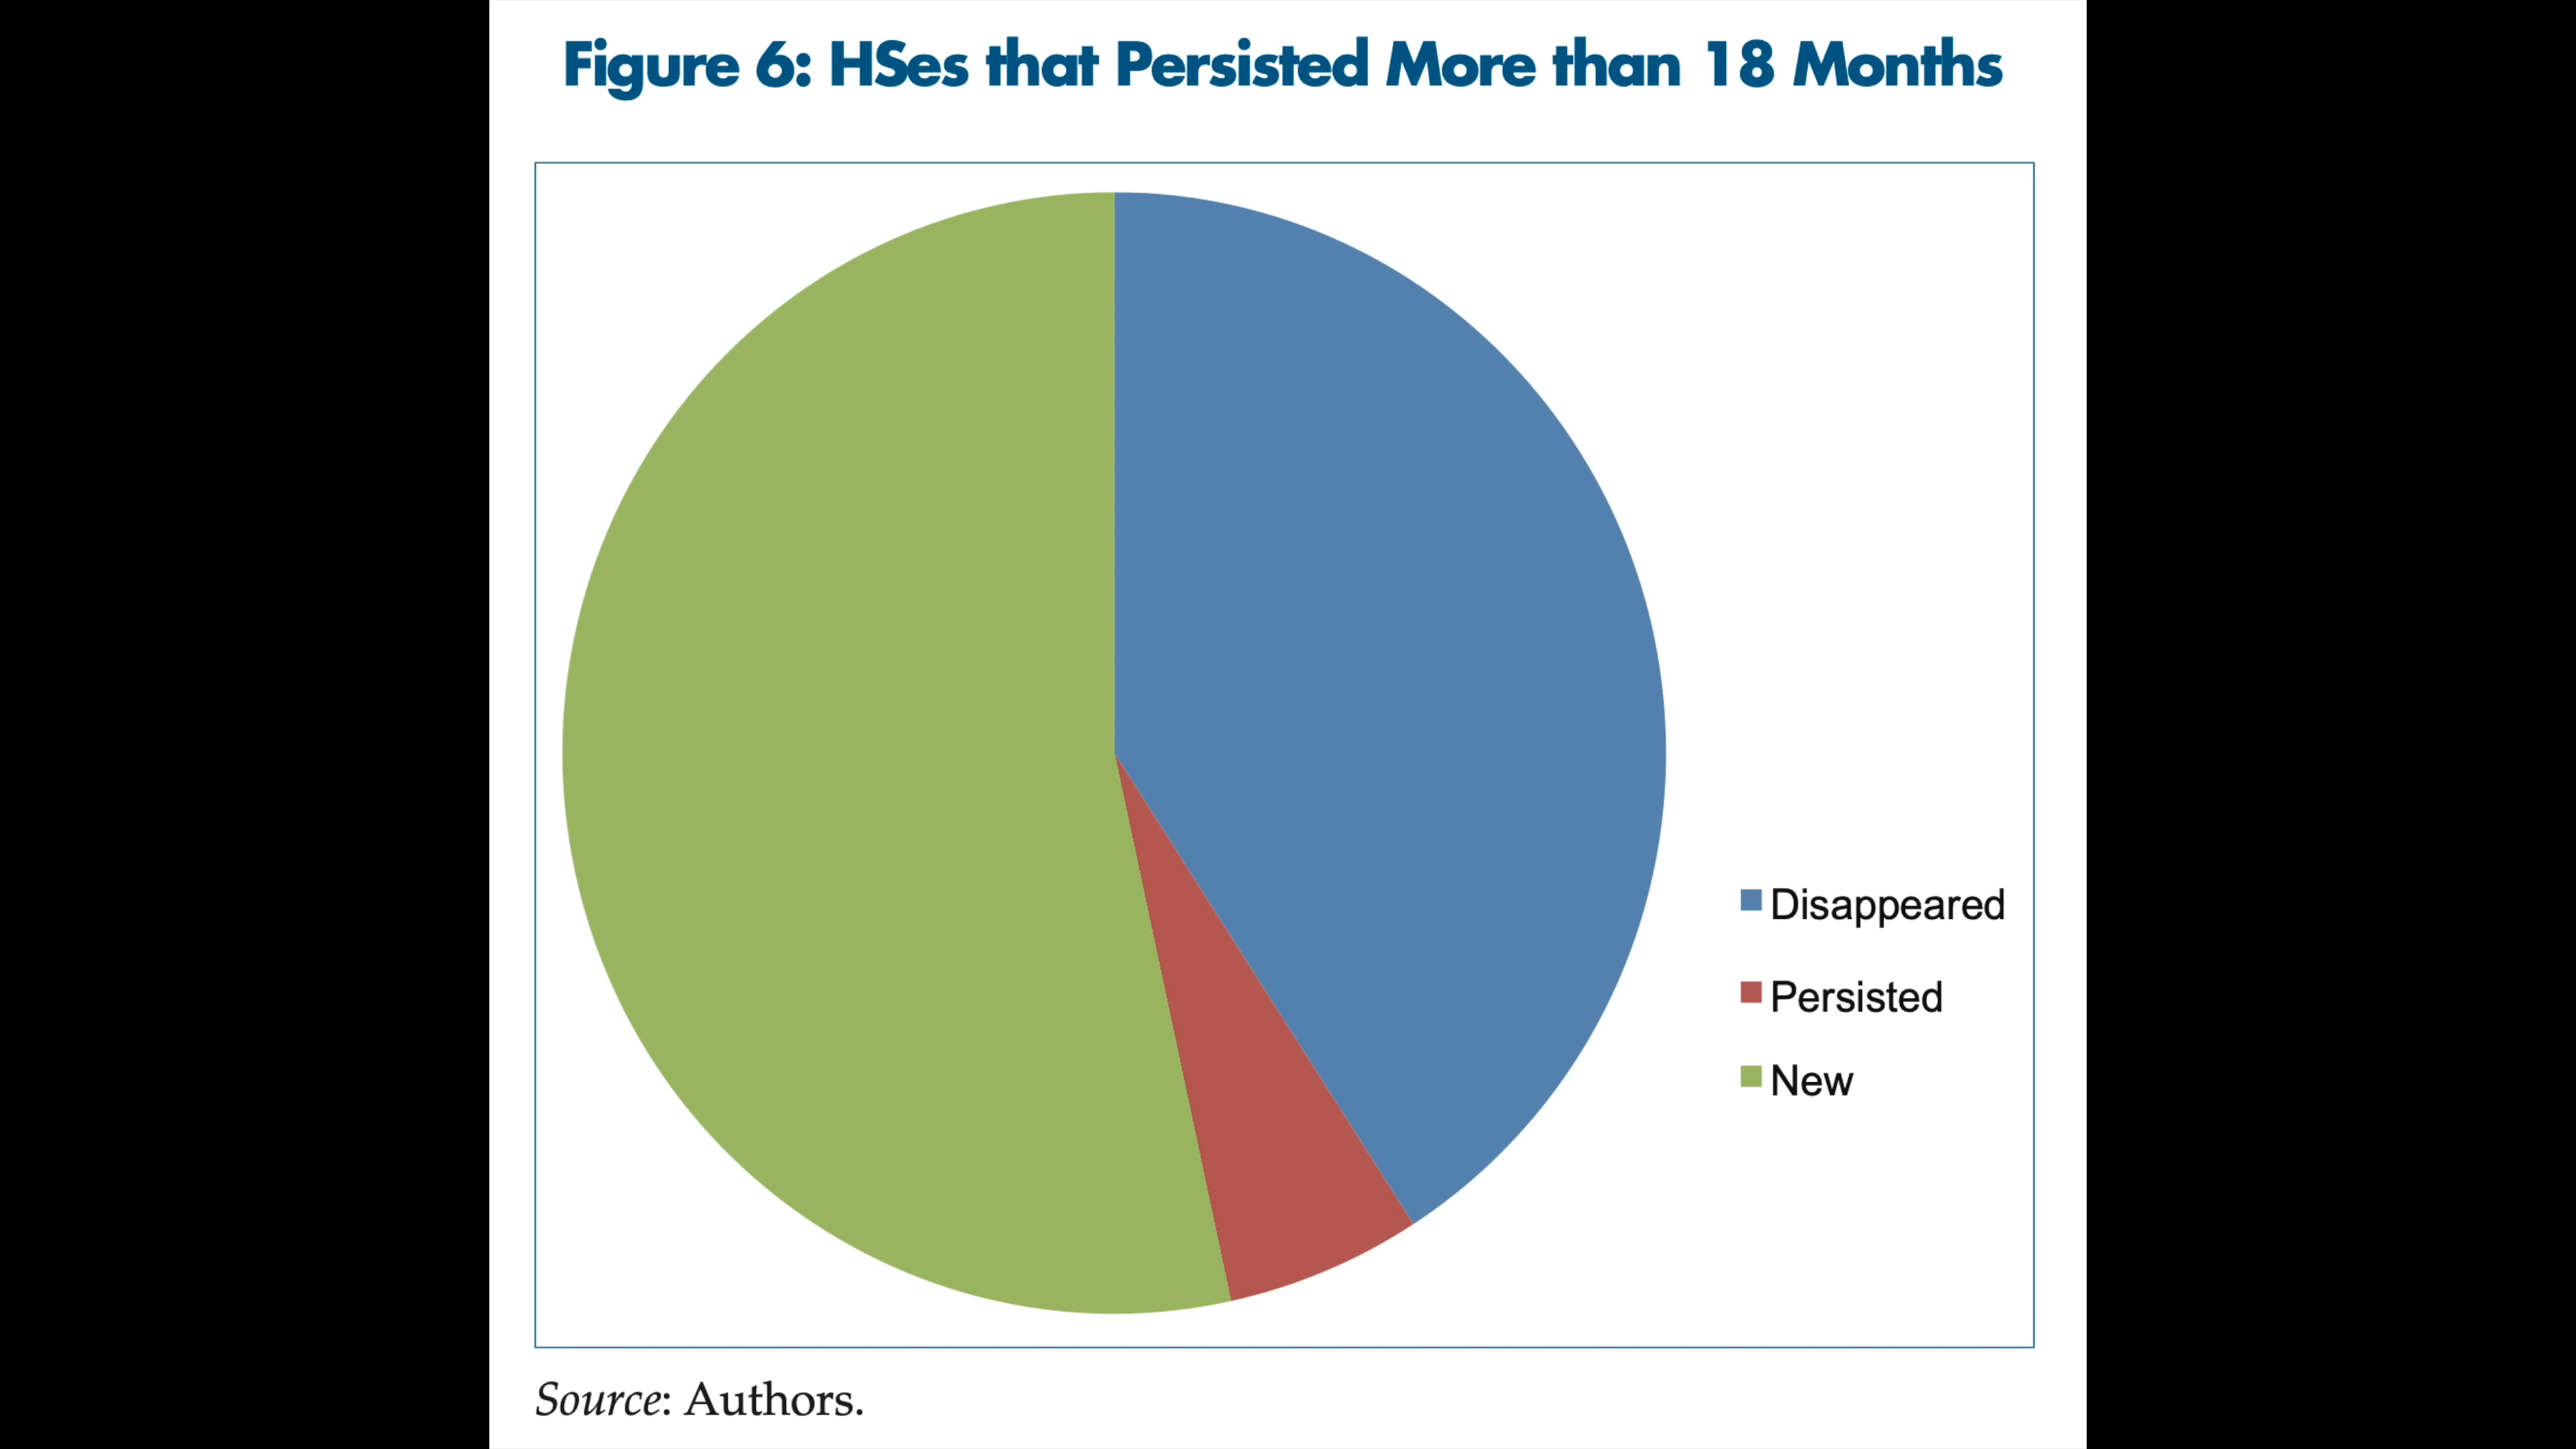 Figure 6: HSes that Persisted More than 18 Months
Disappeared
Persisted
New
Source: Authors.